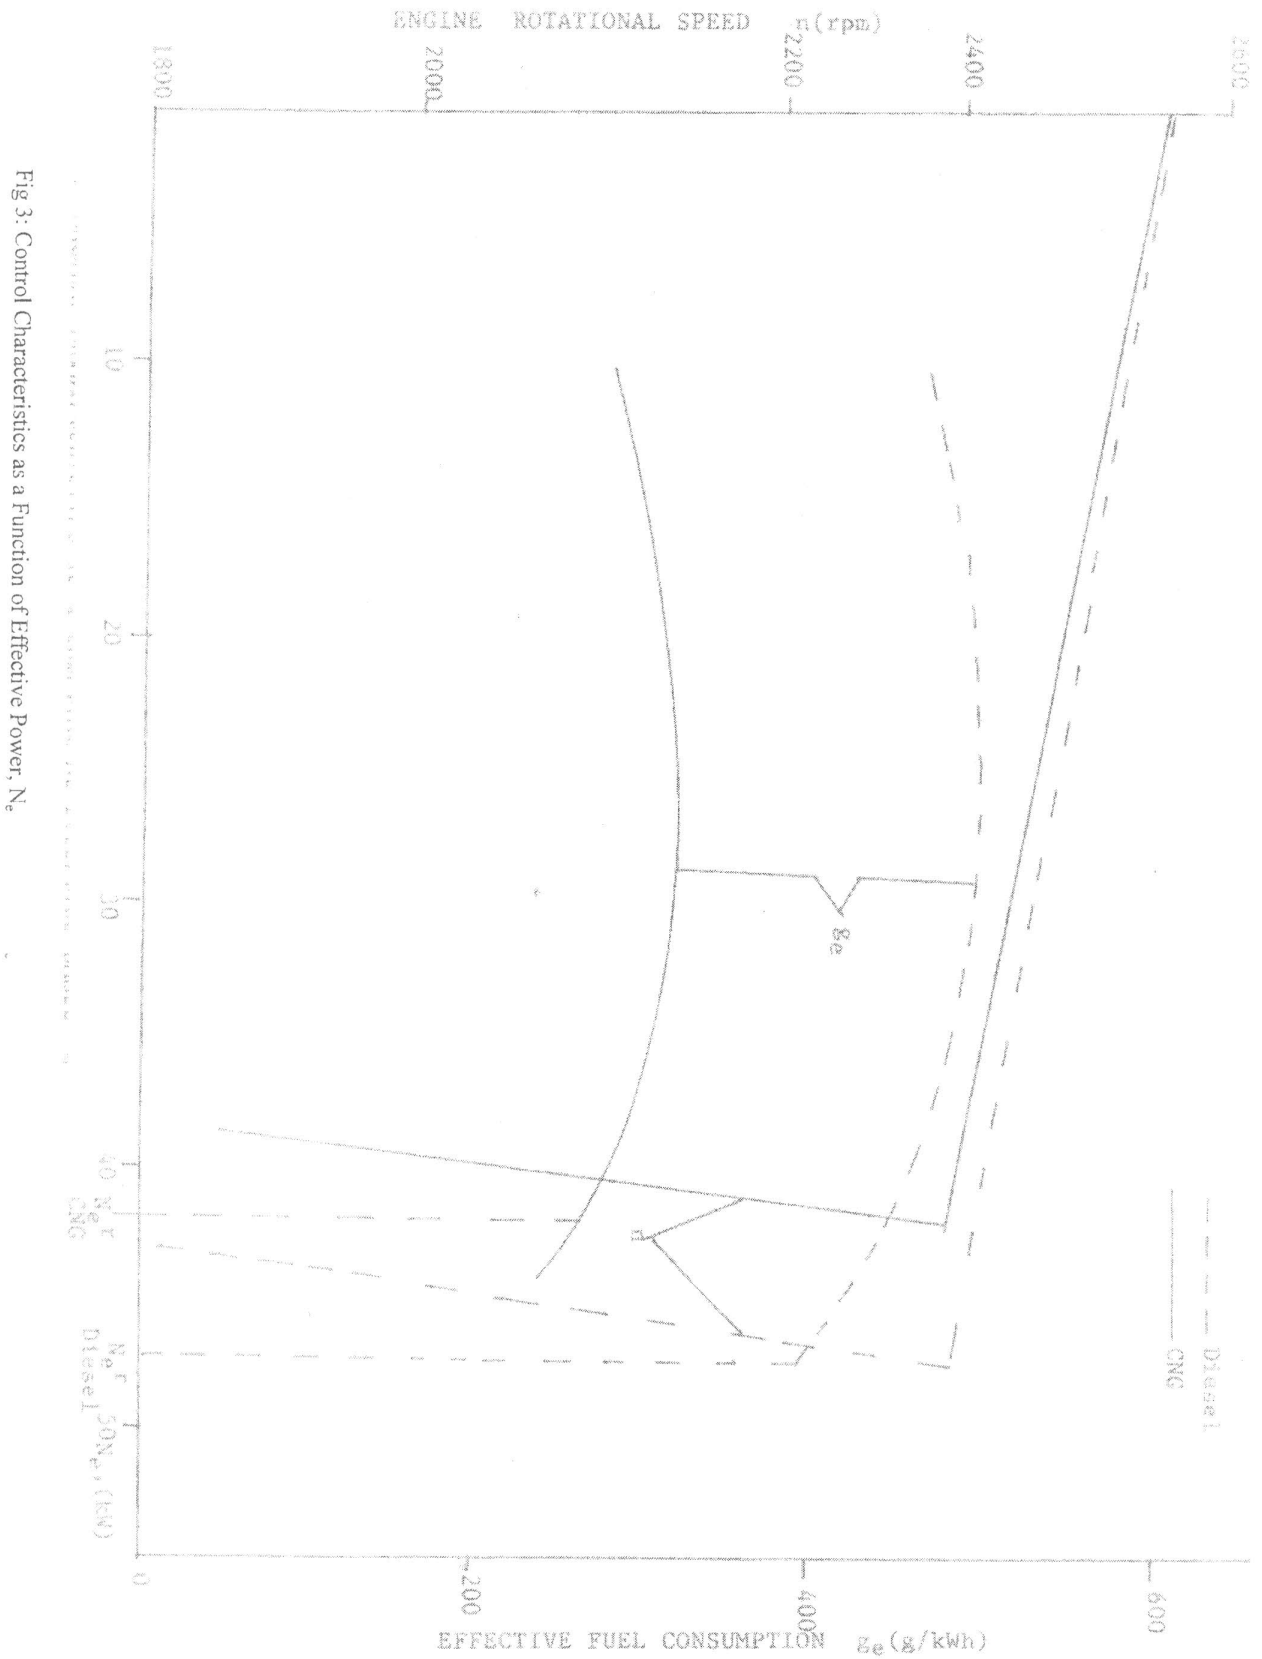 ENGINE ROTATIONAL SPEED n(rpm)
2600
2400
2200
2000
1800
Diesel
CNG
600
400
200
0
EFFECTIVE FUEL CONSUMPTION ge(g/kWh)
ge
n
10
20
30
40
Ner
CNG
Ner
Diesel
50
Ne,(kW)
Fig 3: Control Characteristics as a Function of Effective Power, Ne